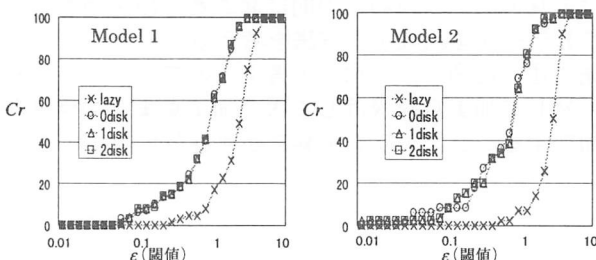 Model 1
100
80
60
40
20
0
Cr
lazy
0disk
1disk
2disk
0.01
0.1
1
10
ε(閾値)
Model 2
100
80
60
40
20
0
Cr
lazy
0disk
1disk
2disk
0.01
0.1
1
10
ε(閾値)